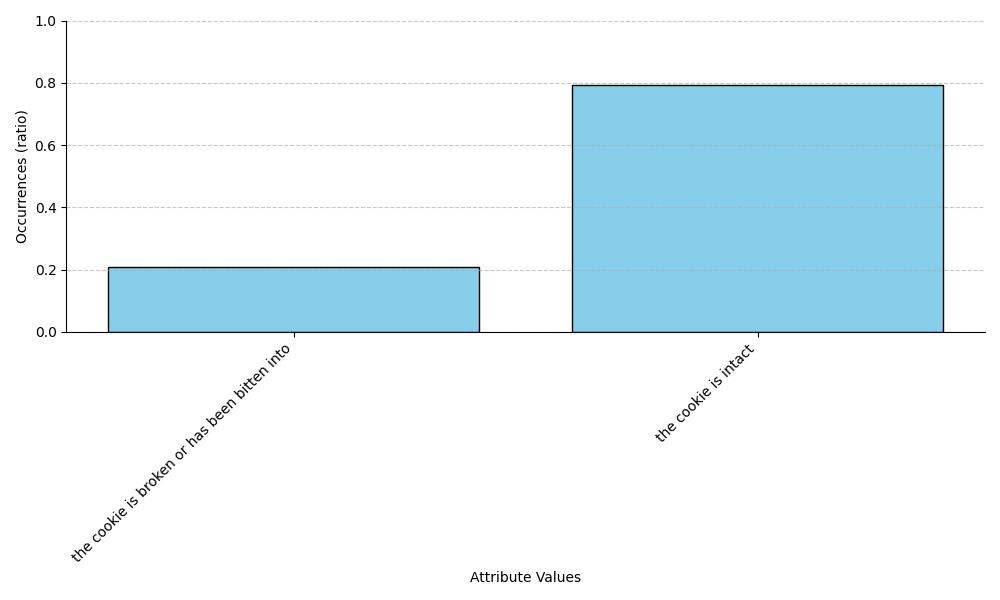 1.0
0.8
0.6
0.4
0.2
0.0
Occurrences (ratio)
the cookie is broken or has been bitten into
the cookie is intact
Attribute Values